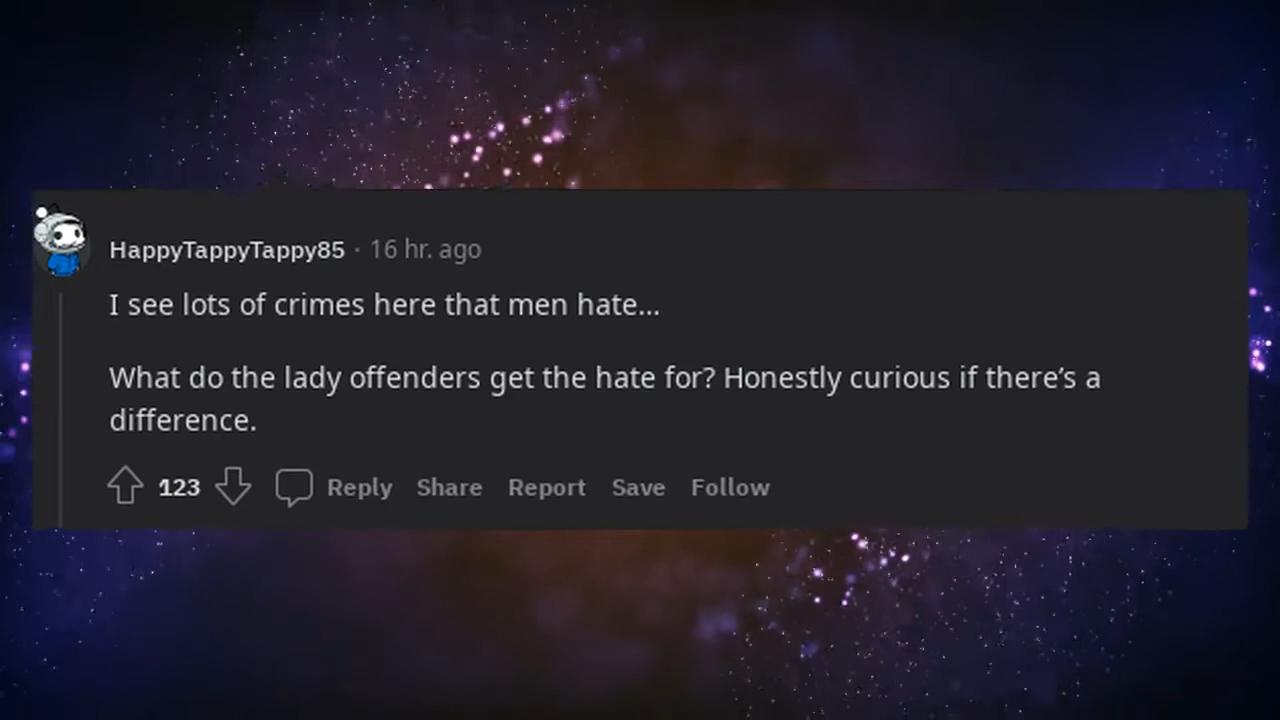 HappyTappyTappy85 · 16 hr. ago
I see lots of crimes here that men hate...
What do the lady offenders get the hate for? Honestly curious if there’s a
difference.
123 Reply Share Report Save Follow